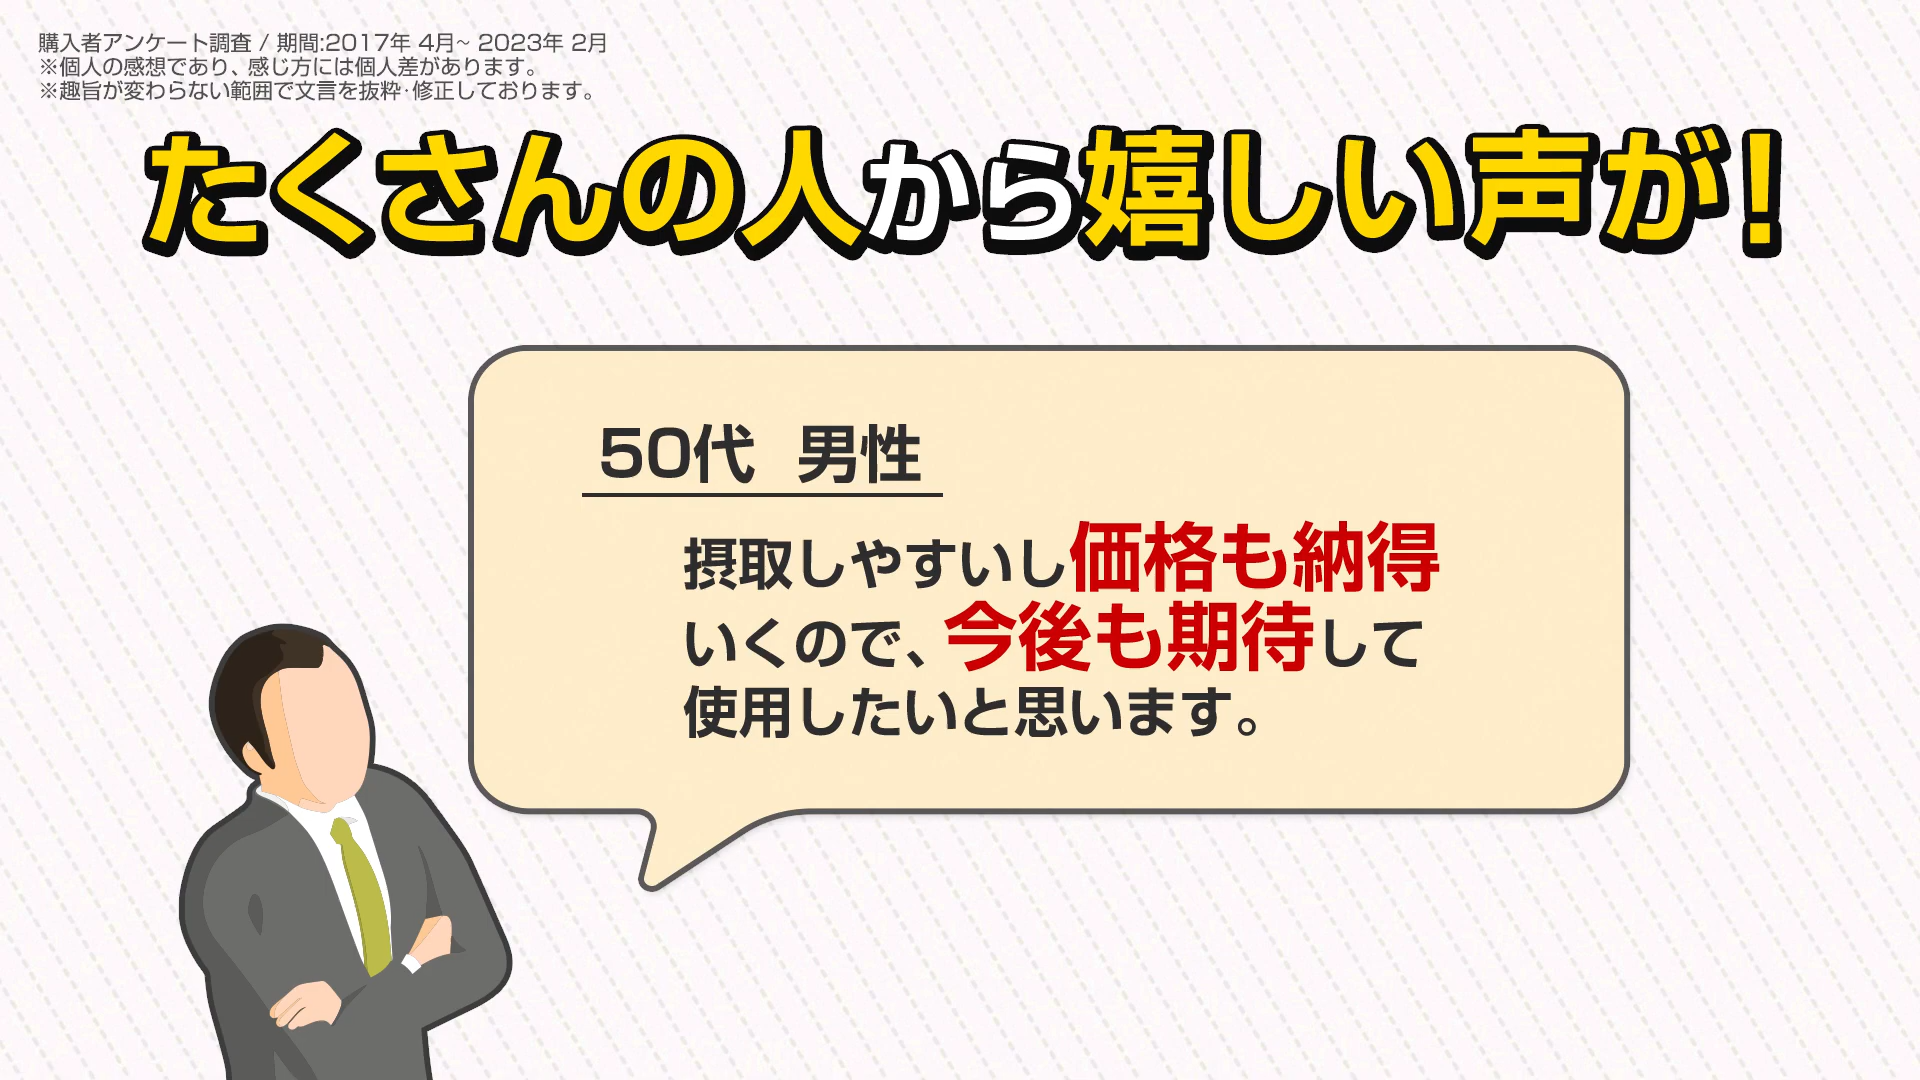 購入者アンケート調査 / 期間:2017年 4月~ 2023年 2月
※個人の感想であり、感じ方には個人差があります。
※趣旨が変わらない範囲で文言を抜粋·修正しております。
たくさんの人から嬉しい声が!
50代 男性
摂取しやすいし価格も納得
いくので、今後も期待して
使用したいと思います。